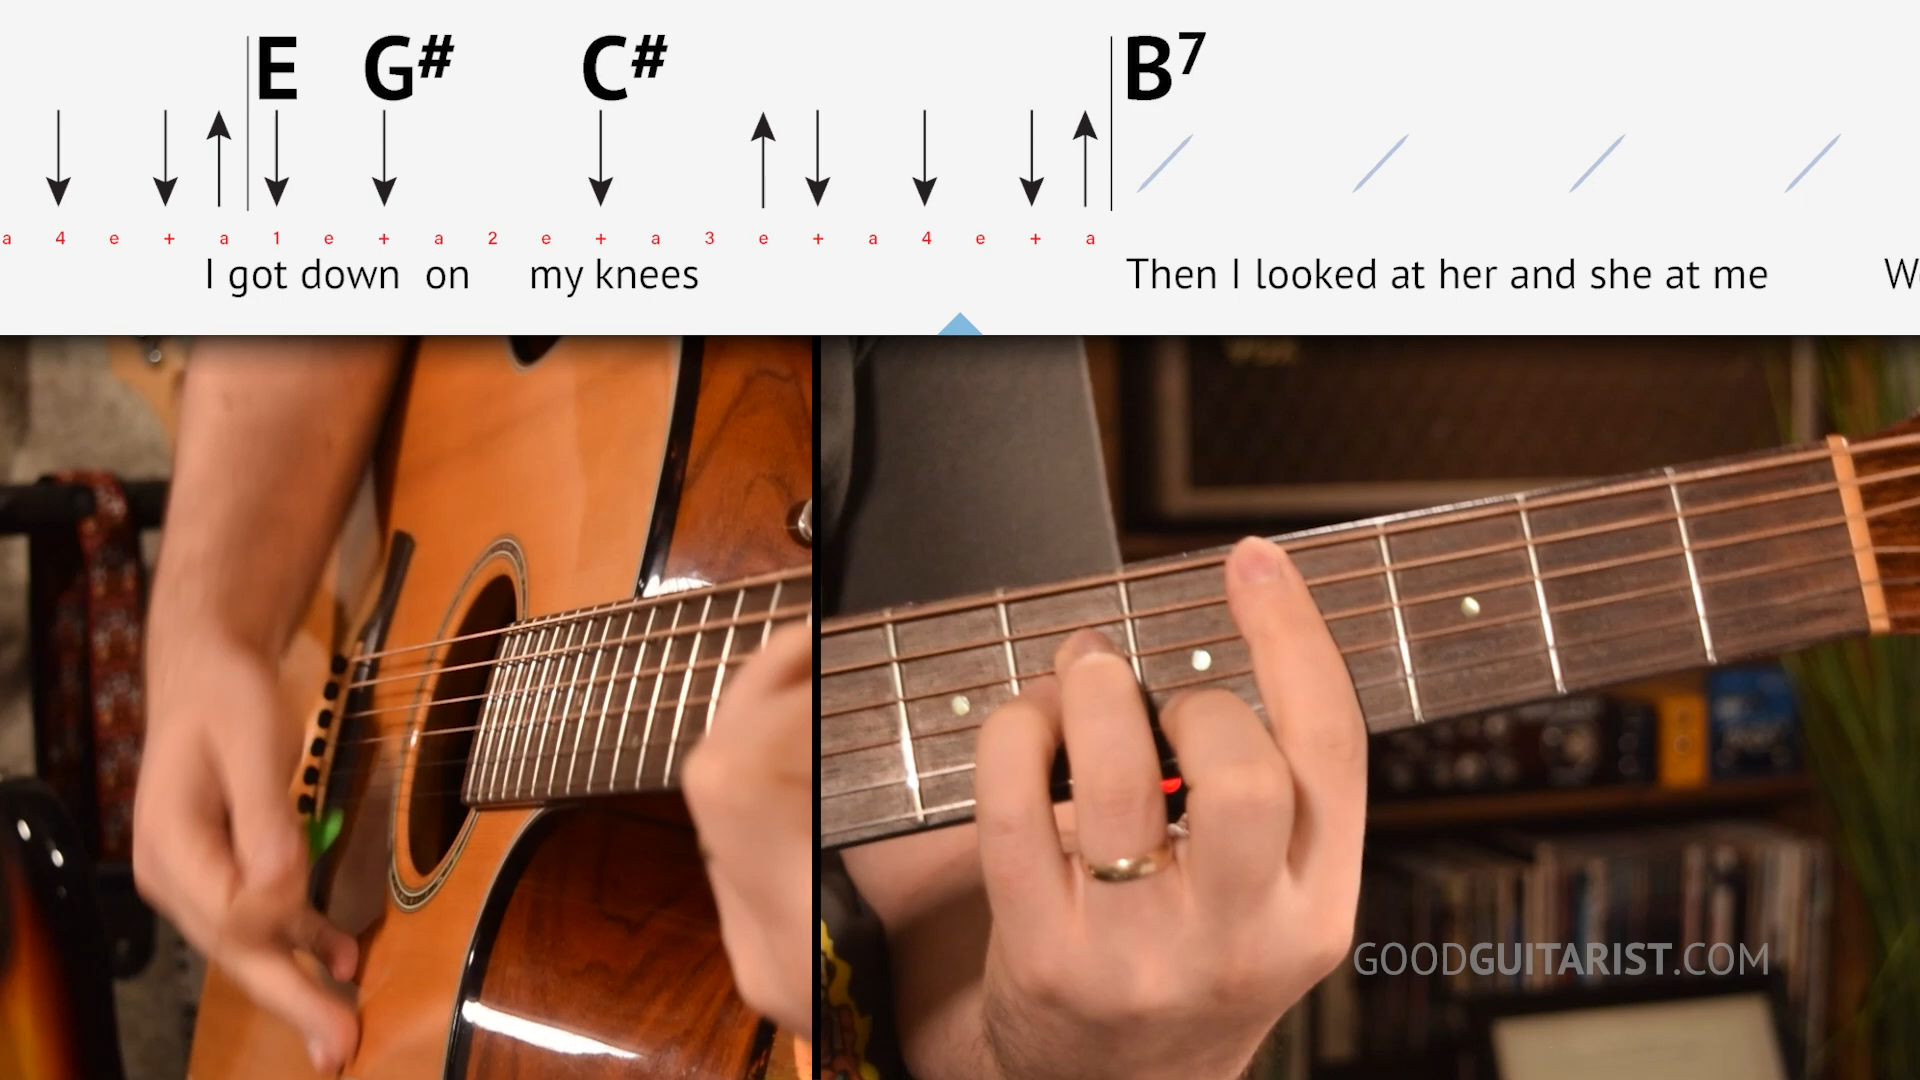 E G# C# B7
a 4 e + a 1 e + a 2 e + a 3 e + a 4 e + a
I got down on my knees Then I looked at her and she at me
GOODGUITARIST.COM